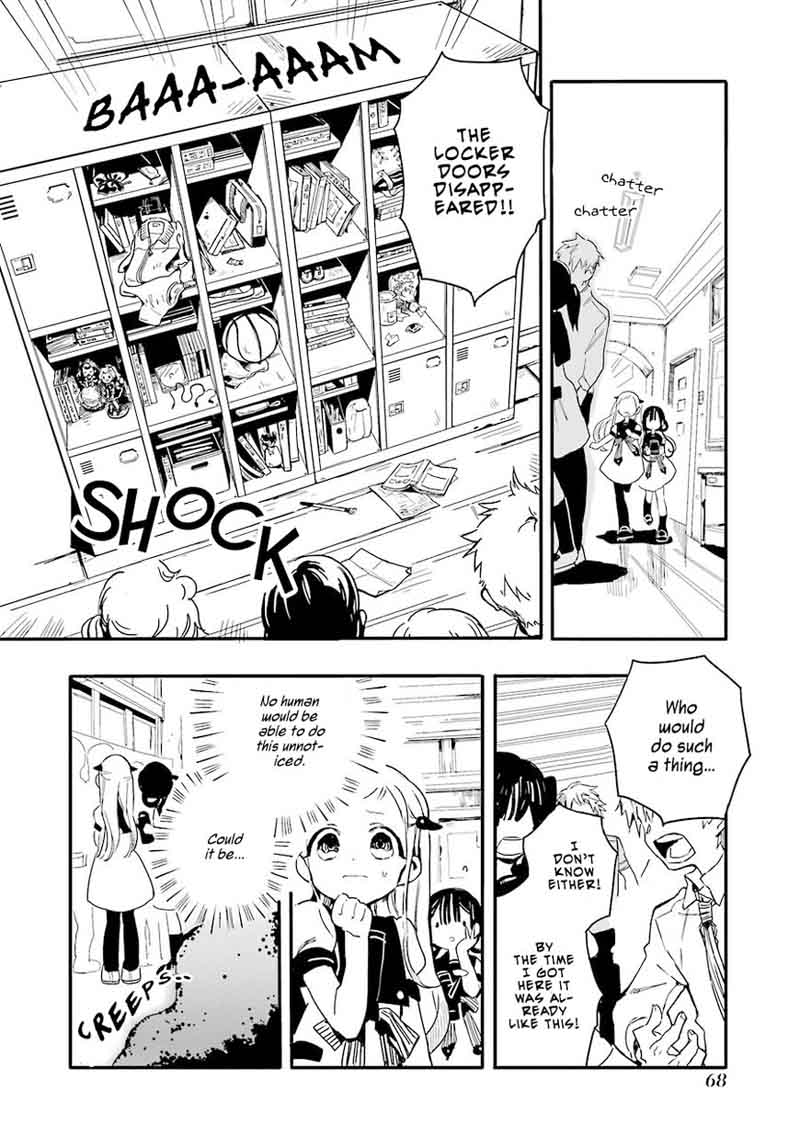 chatter
chatter
BAAA-AAAM
THE
LOCKER
DOORS
DISAPP-
EARED!!
SHOCK
Who
would
do such
a thing...
I
DON'T
KNOW
EITHER!
BY
THE TIME
I GOT
HERE IT
WAS AL-
READY
LIKE THIS!
No human
would be
able to do
this unnot-
iced.
Could
it be...
CREEPS...
68